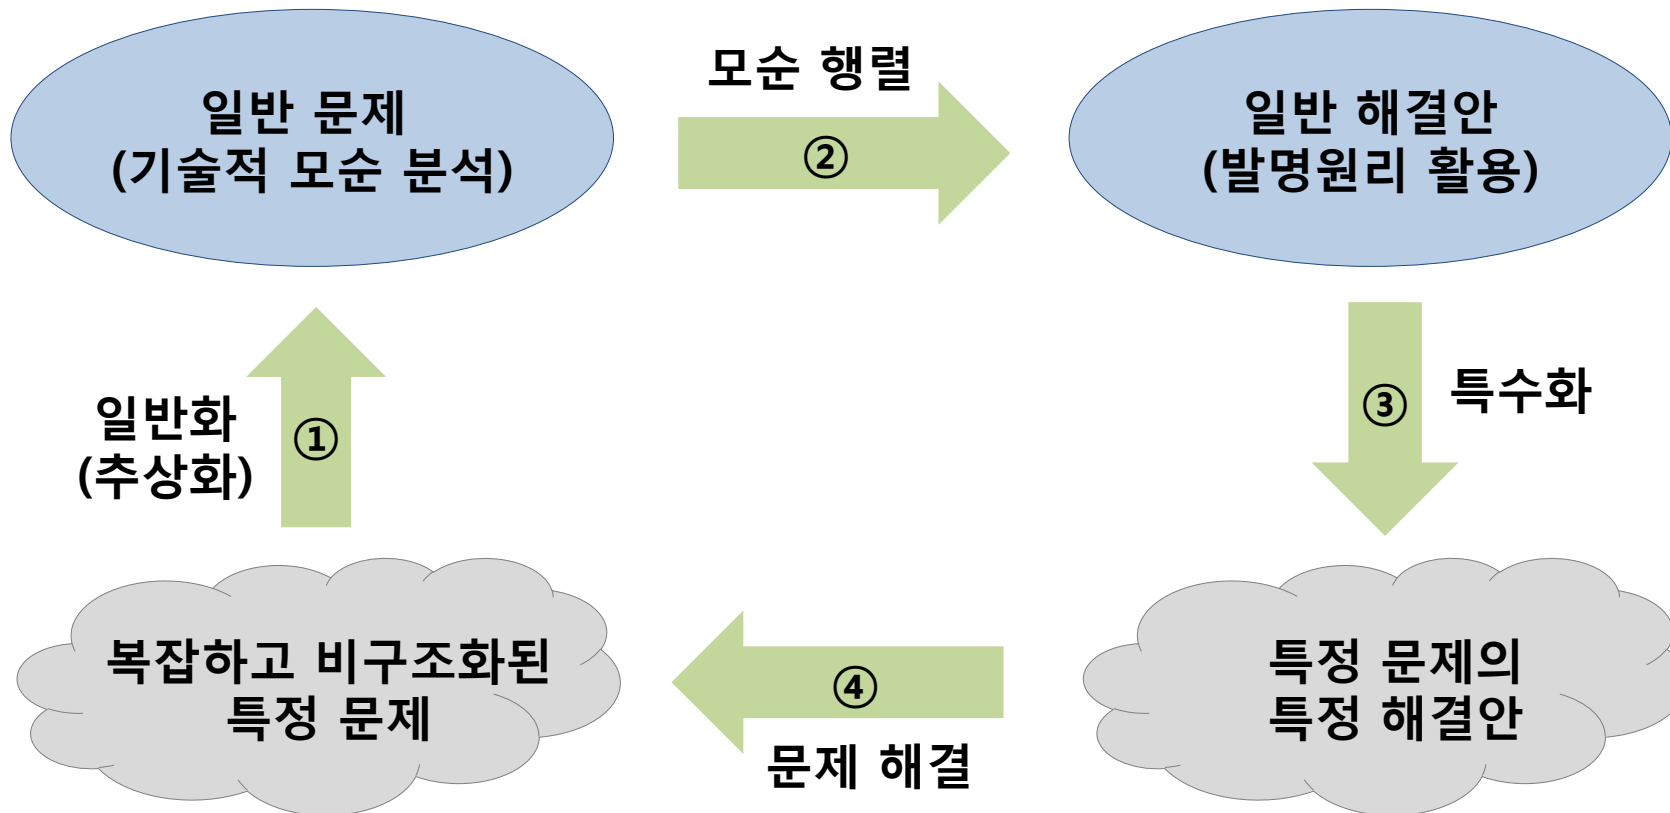 모순 행렬
일반 문제
(기술적 모순 분석)
②
일반 해결안
(발명원리 활용)
일반화
(추상화)
①
③
특수화
복잡하고 비구조화된
특정 문제
④
문제 해결
특정 문제의
특정 해결안